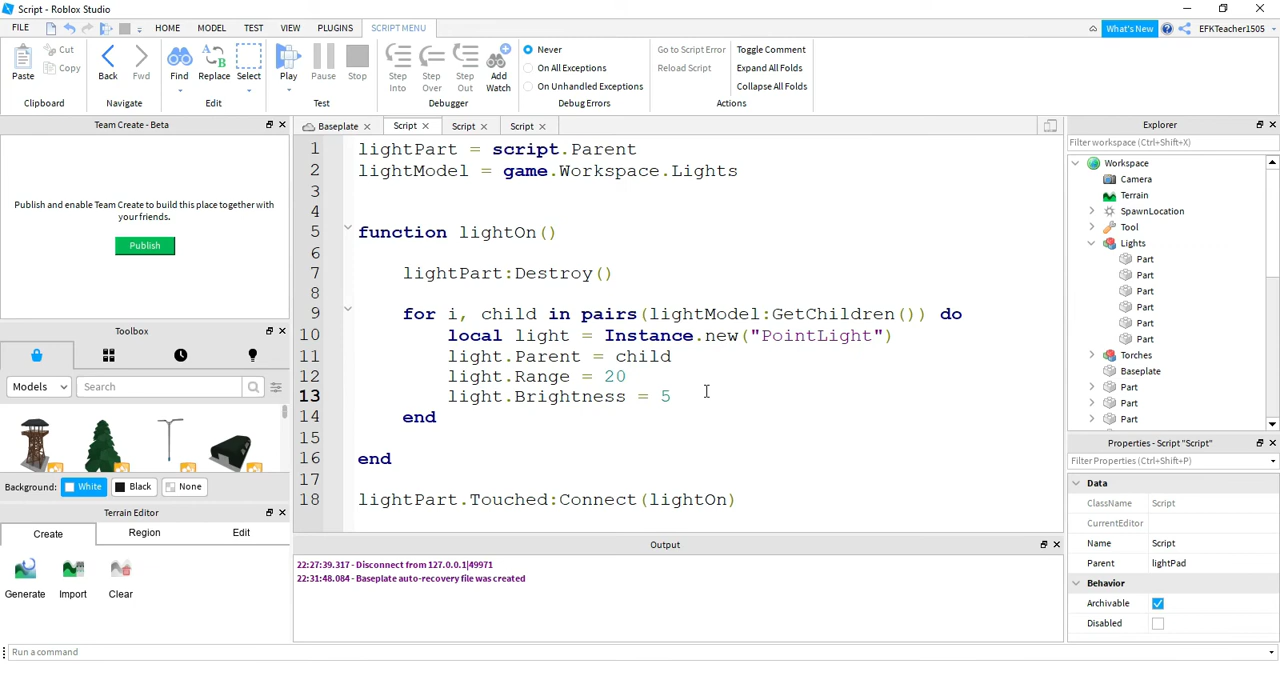 Script - Roblox Studio
FILE HOME MODEL TEST VIEW PLUGINS SCRIPT MENU What's New EFKTeacher1505
Paste Cut Copy Back Fwd Find Replace Select Play Pause Stop Step Into Step Over Step Out Add Watch
Never
On All Exceptions
On Unhandled Exceptions
Go to Script Error
Reload Script
Toggle Comment
Expand All Folds
Collapse All Folds
Clipboard Navigate Edit Test Debugger Debug Errors Actions
Team Create - Beta
Publish and enable Team Create to build this place together with
your friends.
Publish
Toolbox
Models Search
Background: White Black None
Terrain Editor
Create Region Edit
Generate Import Clear
Baseplate Script Script Script
1 lightPart = script.Parent
2 lightModel = game.Workspace.Lights
3
4
5 function lightOn()
6
7 lightPart:Destroy()
8
9 for i, child in pairs(lightModel:GetChildren()) do
10 local light = Instance.new("PointLight")
11 light.Parent = child
12 light.Range = 20
13 light.Brightness = 5
14 end
15
16 end
17
18 lightPart.Touched:Connect(lightOn)
Output
22:27:39.317 - Disconnect from 127.0.0.1|49971
22:31:48.084 - Baseplate auto-recovery file was created
Explorer
Filter workspace (Ctrl+Shift+X)
Workspace
Camera
Terrain
SpawnLocation
Tool
Lights
Part
Part
Part
Part
Part
Part
Torches
Baseplate
Part
Part
Part
Properties - Script "Script"
Filter Properties (Ctrl+Shift+P)
Data
ClassName Script
CurrentEditor
Name Script
Parent lightPad
Behavior
Archivable
Disabled
Run a command